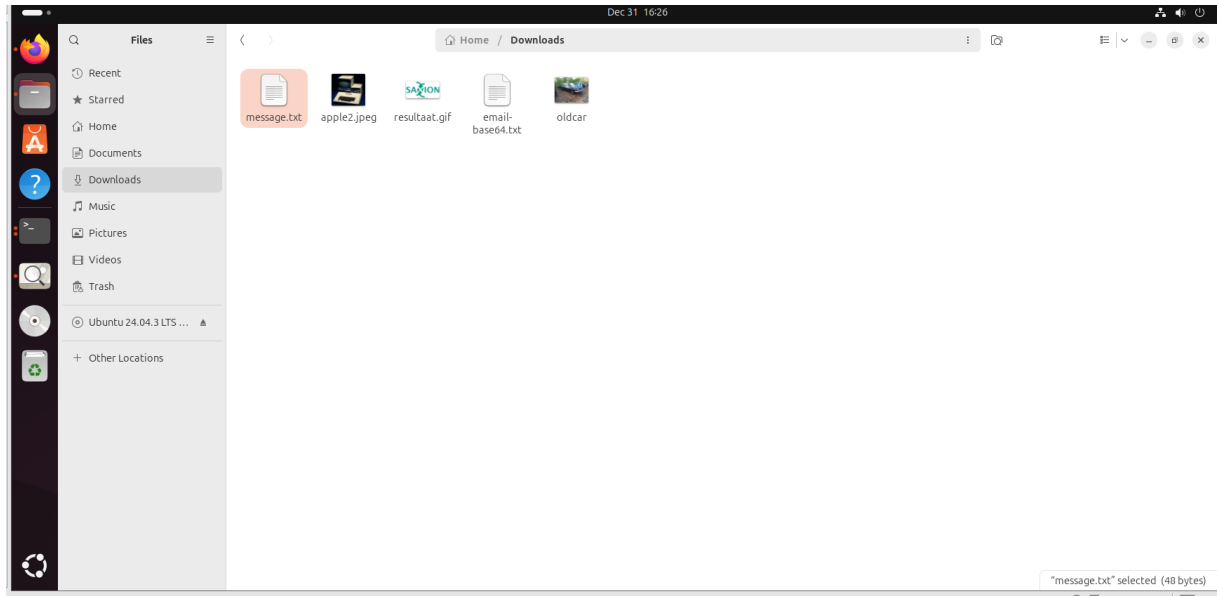 Dec 31 16:26
Files
Home / Downloads
Recent
Starred
Home
Documents
Downloads
Music
Pictures
Videos
Trash
Ubuntu 24.04.3 LTS ...
+ Other Locations
message.txt
apple2.jpeg
SAXION
resultaat.gif
email-
base64.txt
oldcar
"message.txt" selected (48 bytes)